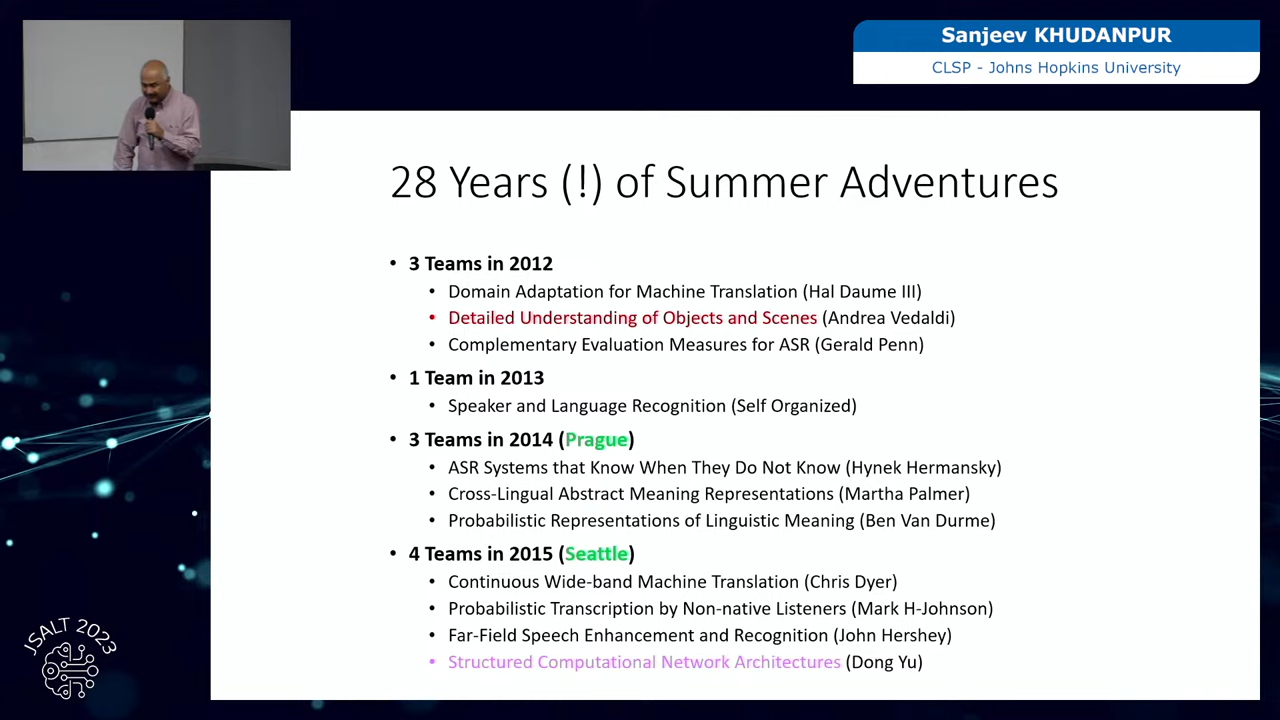 Sanjeev KHUDANPUR
CLSP - Johns Hopkins University
28 Years (!) of Summer Adventures
• 3 Teams in 2012
• Domain Adaptation for Machine Translation (Hal Daume III)
• Detailed Understanding of Objects and Scenes (Andrea Vedaldi)
• Complementary Evaluation Measures for ASR (Gerald Penn)
• 1 Team in 2013
• Speaker and Language Recognition (Self Organized)
• 3 Teams in 2014 (Prague)
• ASR Systems that Know When They Do Not Know (Hynek Hermansky)
• Cross-Lingual Abstract Meaning Representations (Martha Palmer)
• Probabilistic Representations of Linguistic Meaning (Ben Van Durme)
• 4 Teams in 2015 (Seattle)
• Continuous Wide-band Machine Translation (Chris Dyer)
• Probabilistic Transcription by Non-native Listeners (Mark H-Johnson)
• Far-Field Speech Enhancement and Recognition (John Hershey)
• Structured Computational Network Architectures (Dong Yu)
JSALT 2023